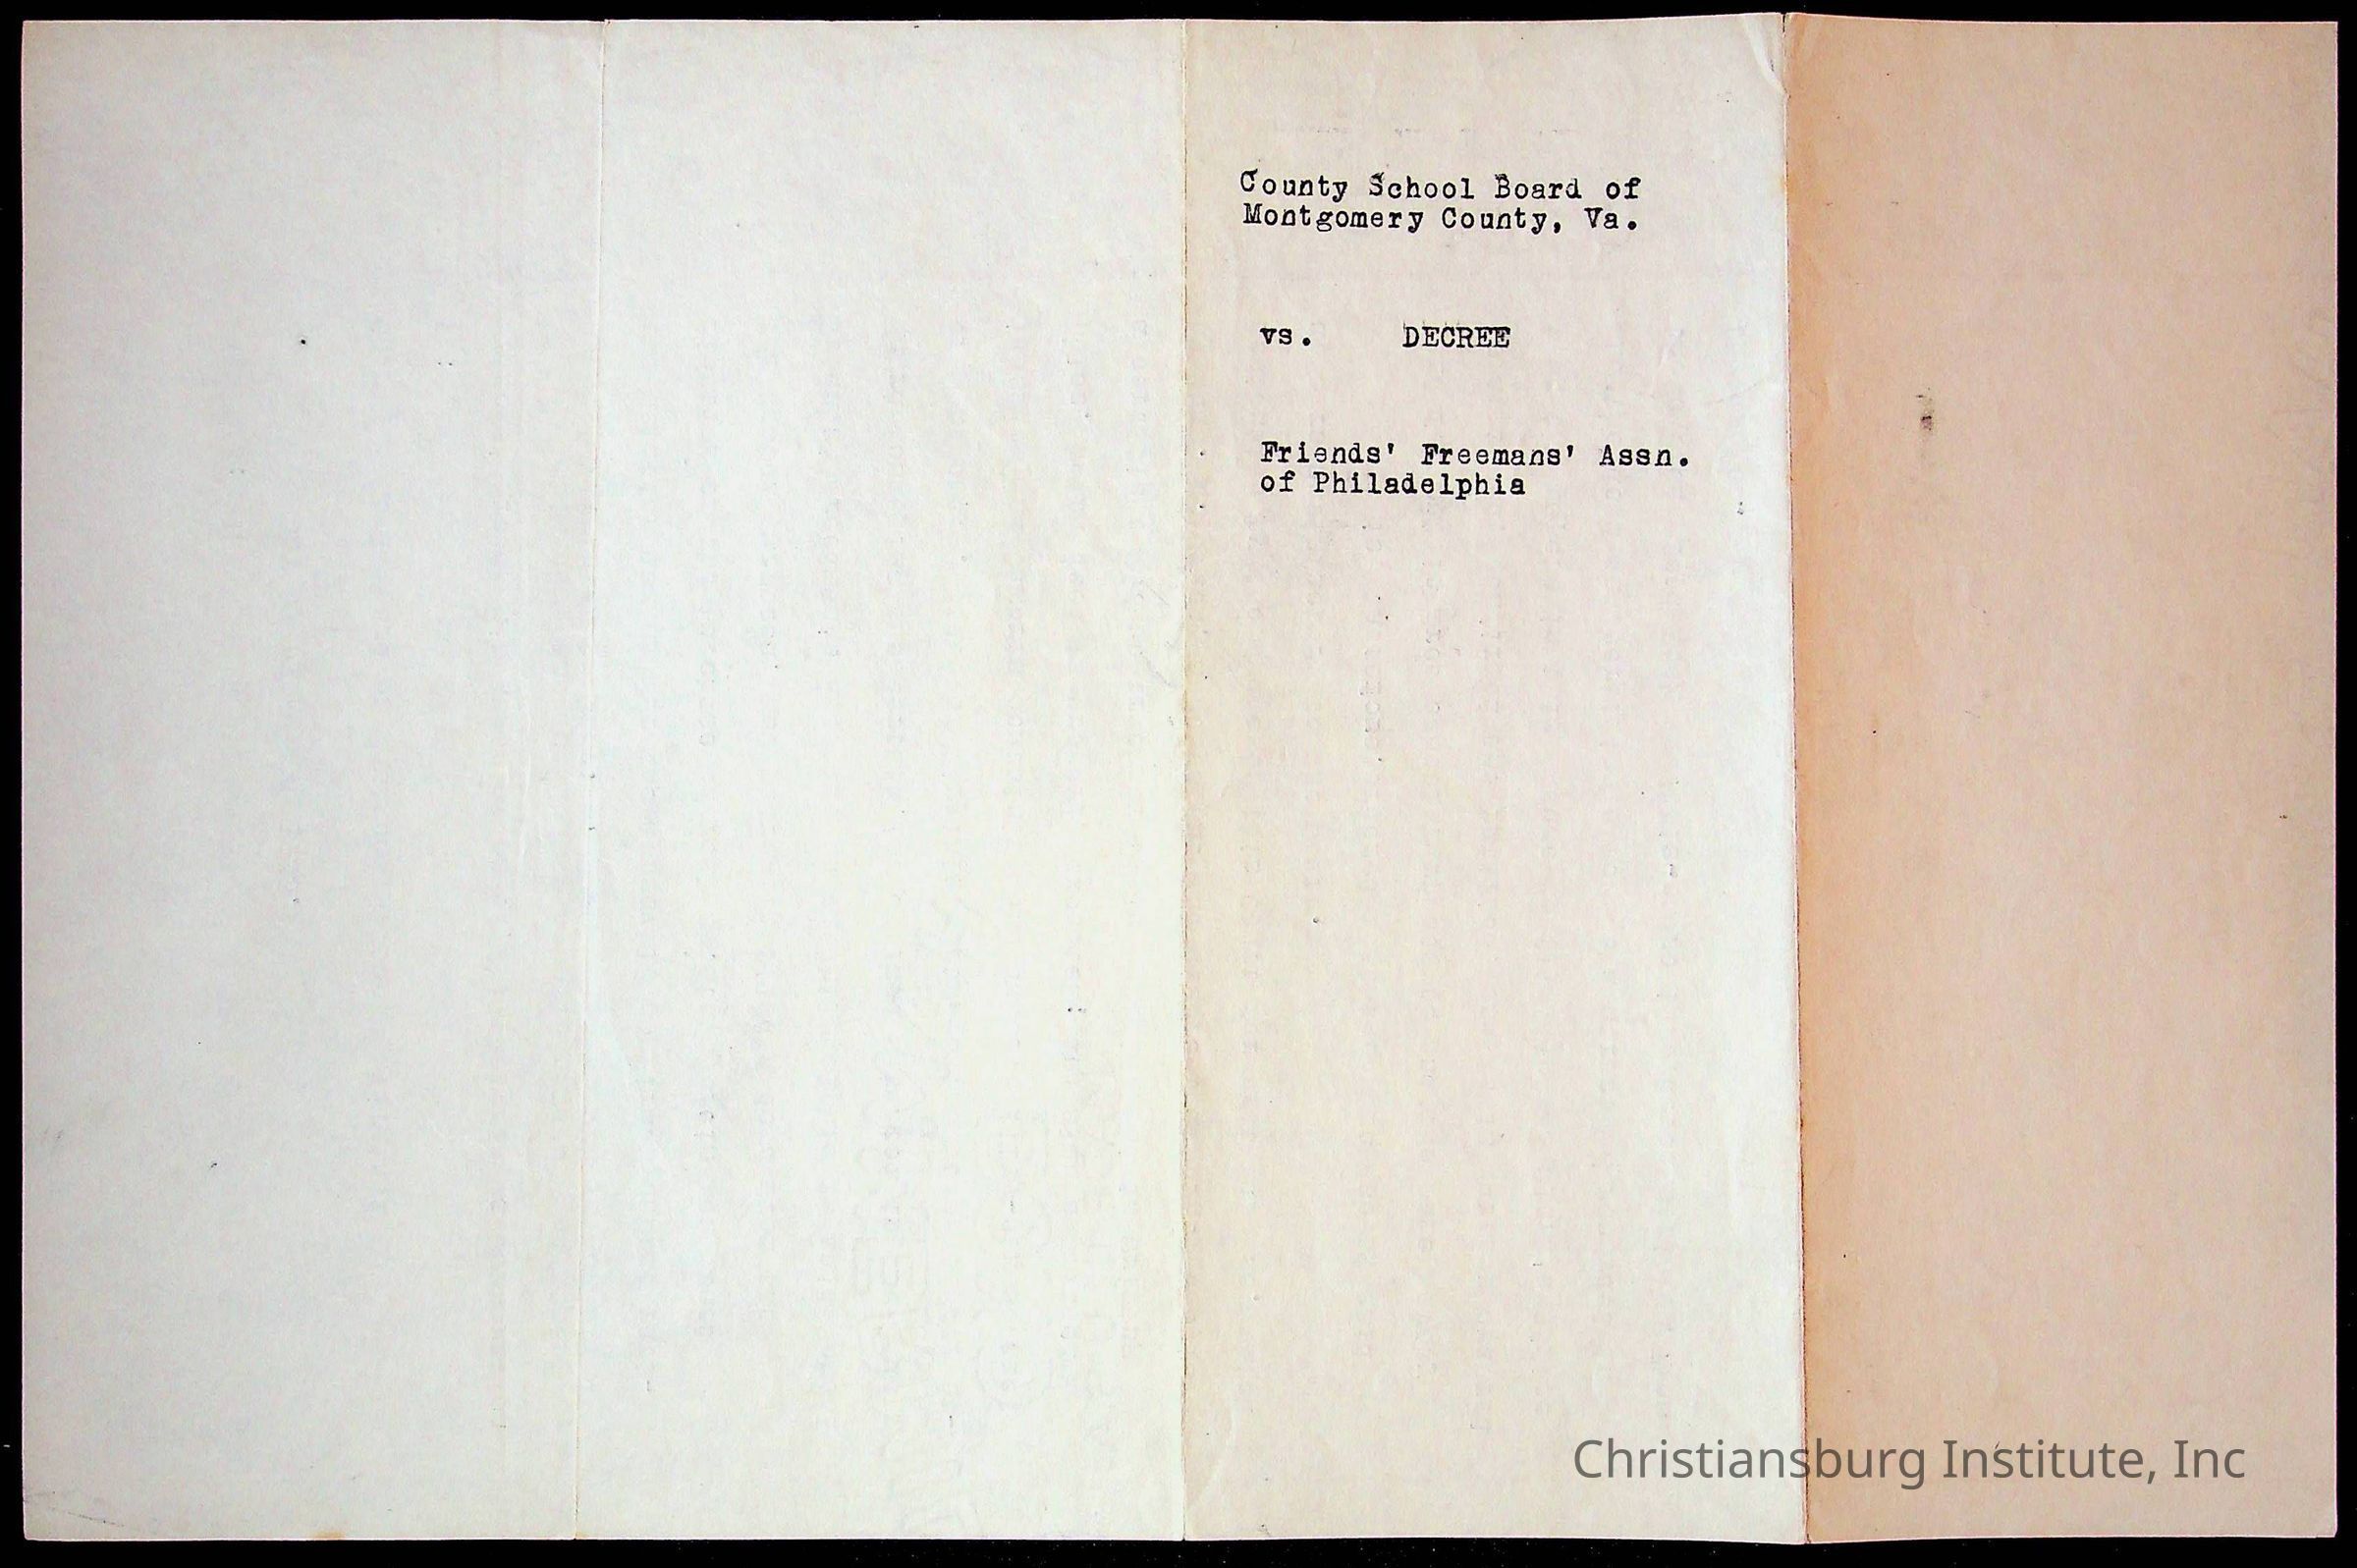 County School Board of
Montgomery County, Va.
vs. DECREE
Friends' Freemans' Assn.
of Philadelphia
Christiansburg Institute, Inc